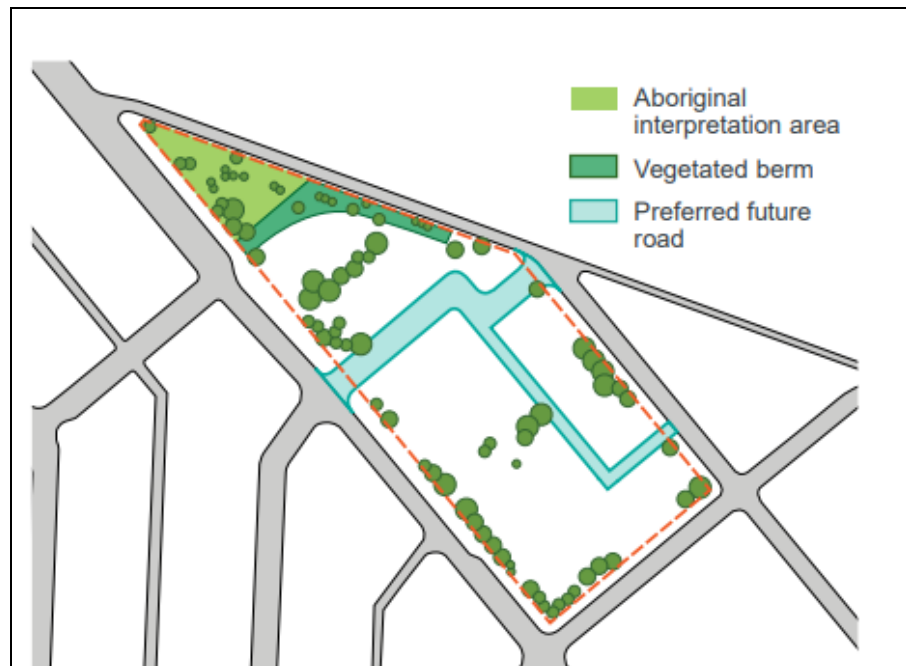 Aboriginal
interpretation area
Vegetated berm
Preferred future
road